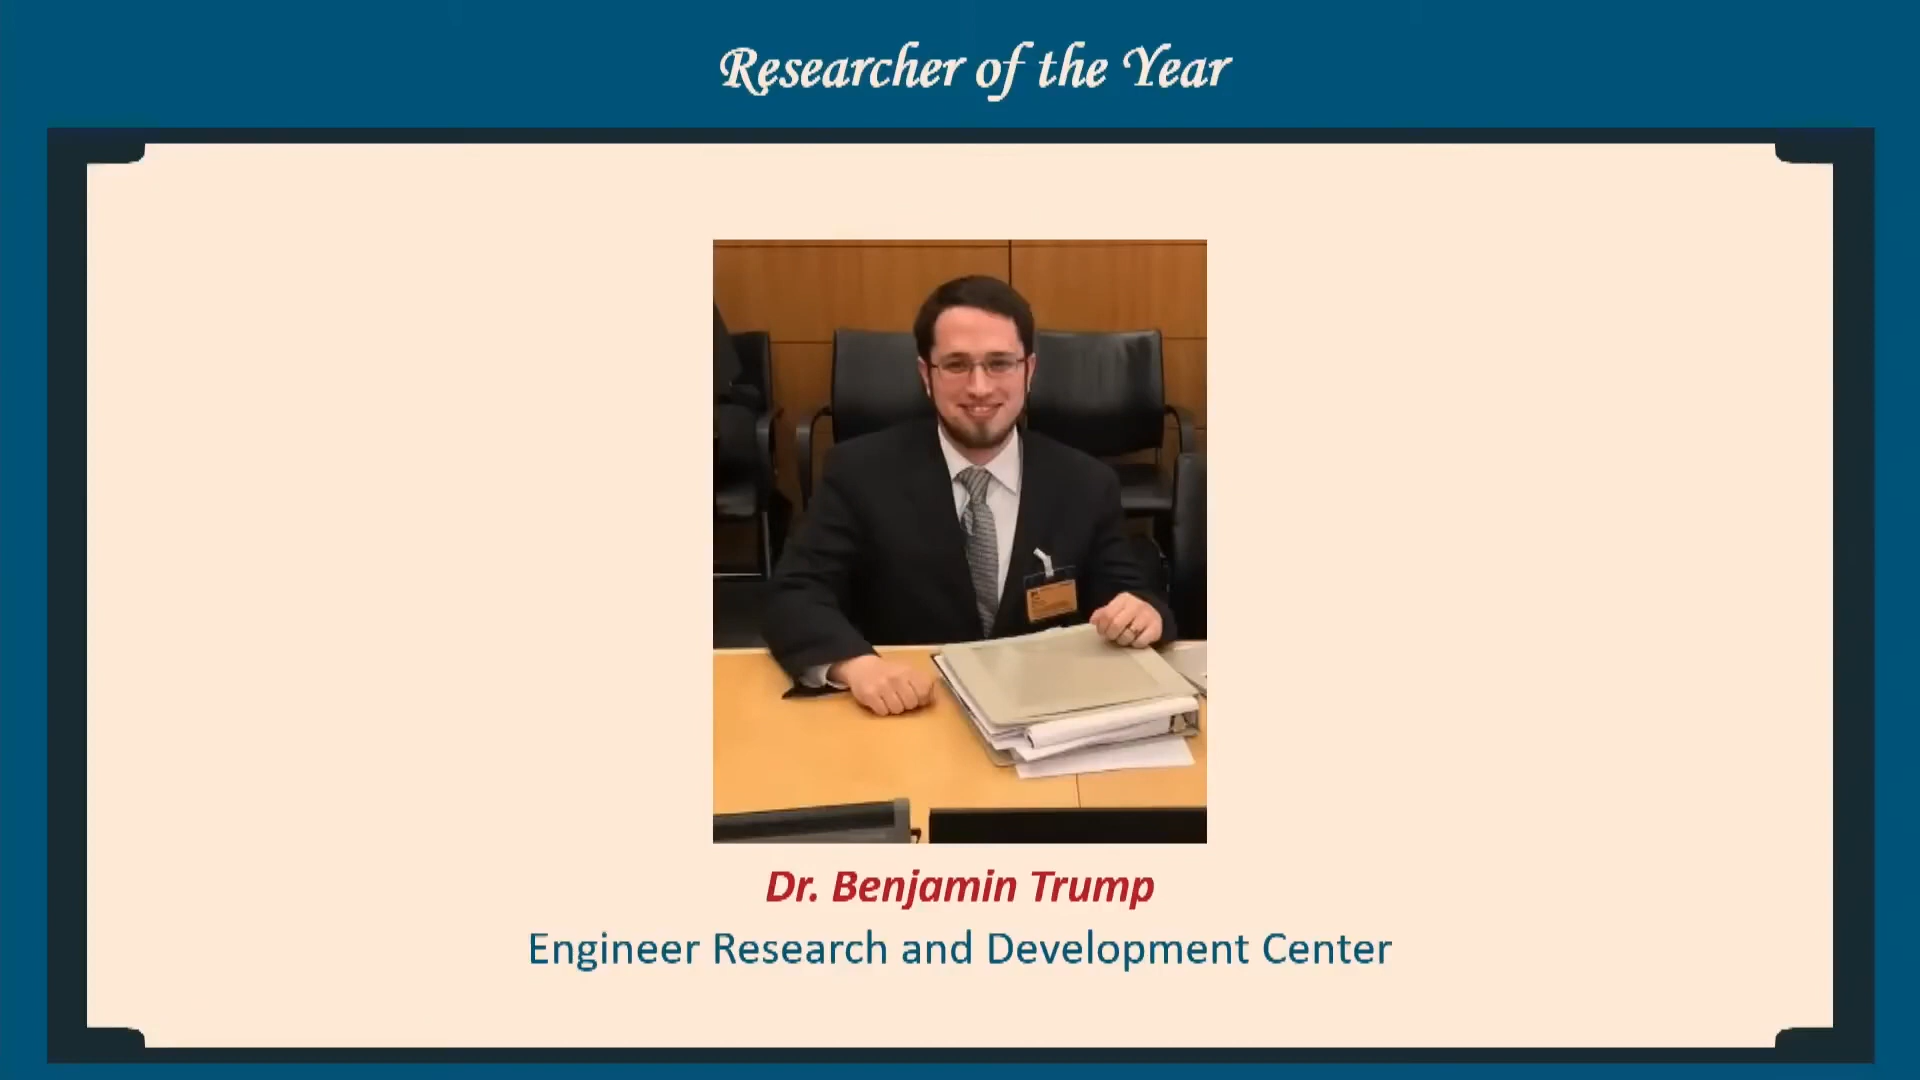 Researcher of the Year
Dr. Benjamin Trump
Engineer Research and Development Center